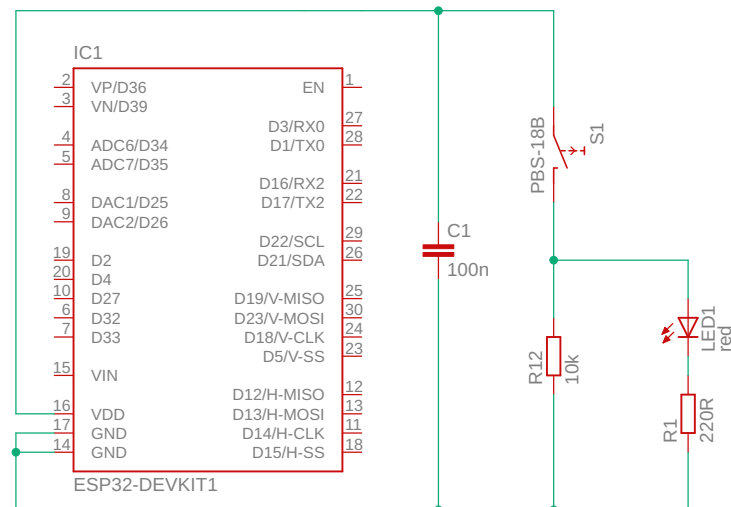 IC1
2 VP/D36 EN 1
3 VN/D39
D3/RX0 27
4 ADC6/D34 D1/TX0 28
5 ADC7/D35
D16/RX2 21
8 DAC1/D25 D17/TX2 22
9 DAC2/D26
D22/SCL 29
19 D2 D21/SDA 26
20 D4
10 D27 D19/V-MISO 25
6 D32 D23/V-MOSI 30
7 D33 D18/V-CLK 24
D5/V-SS 23
15 VIN
D12/H-MISO 12
16 VDD D13/H-MOSI 13
17 GND D14/H-CLK 11
14 GND D15/H-SS 18
ESP32-DEVKIT1
C1
100n
PBS-18B
S1
R12
10k
LED1
red
R1
220R